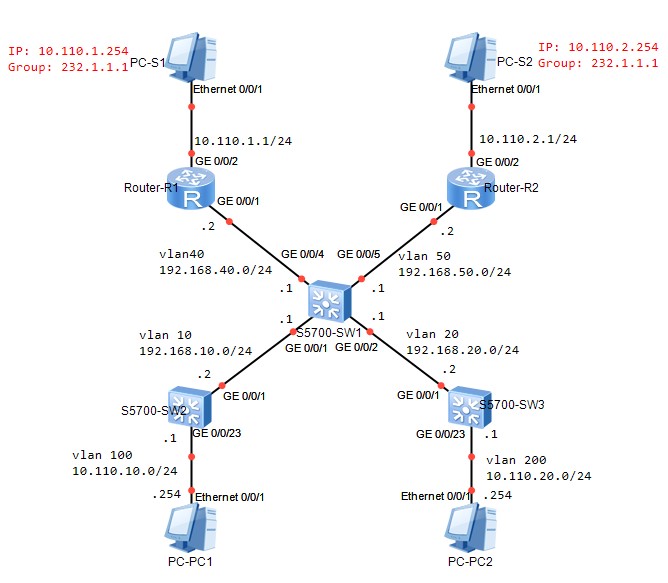 IP: 10.110.1.254
Group: 232.1.1.1
PC-S1
IP: 10.110.2.254
Group: 232.1.1.1
PC-S2
Ethernet 0/0/1
Ethernet 0/0/1
10.110.1.1/24
10.110.2.1/24
GE 0/0/2
GE 0/0/2
Router-R1
R
Router-R2
R
GE 0/0/1
GE 0/0/1
.2
.2
vlan40
192.168.40.0/24
GE 0/0/4
GE 0/0/5
vlan 50
192.168.50.0/24
.1
.1
.1
.1
S5700-SW1
GE 0/0/1
GE 0/0/2
vlan 10
192.168.10.0/24
vlan 20
192.168.20.0/24
.2
.2
GE 0/0/1
GE 0/0/1
S5700-SW2
S5700-SW3
.1
GE 0/0/23
GE 0/0/23
.1
vlan 100
10.110.10.0/24
vlan 200
10.110.20.0/24
.254
Ethernet 0/0/1
Ethernet 0/0/1
.254
PC-PC1
PC-PC2